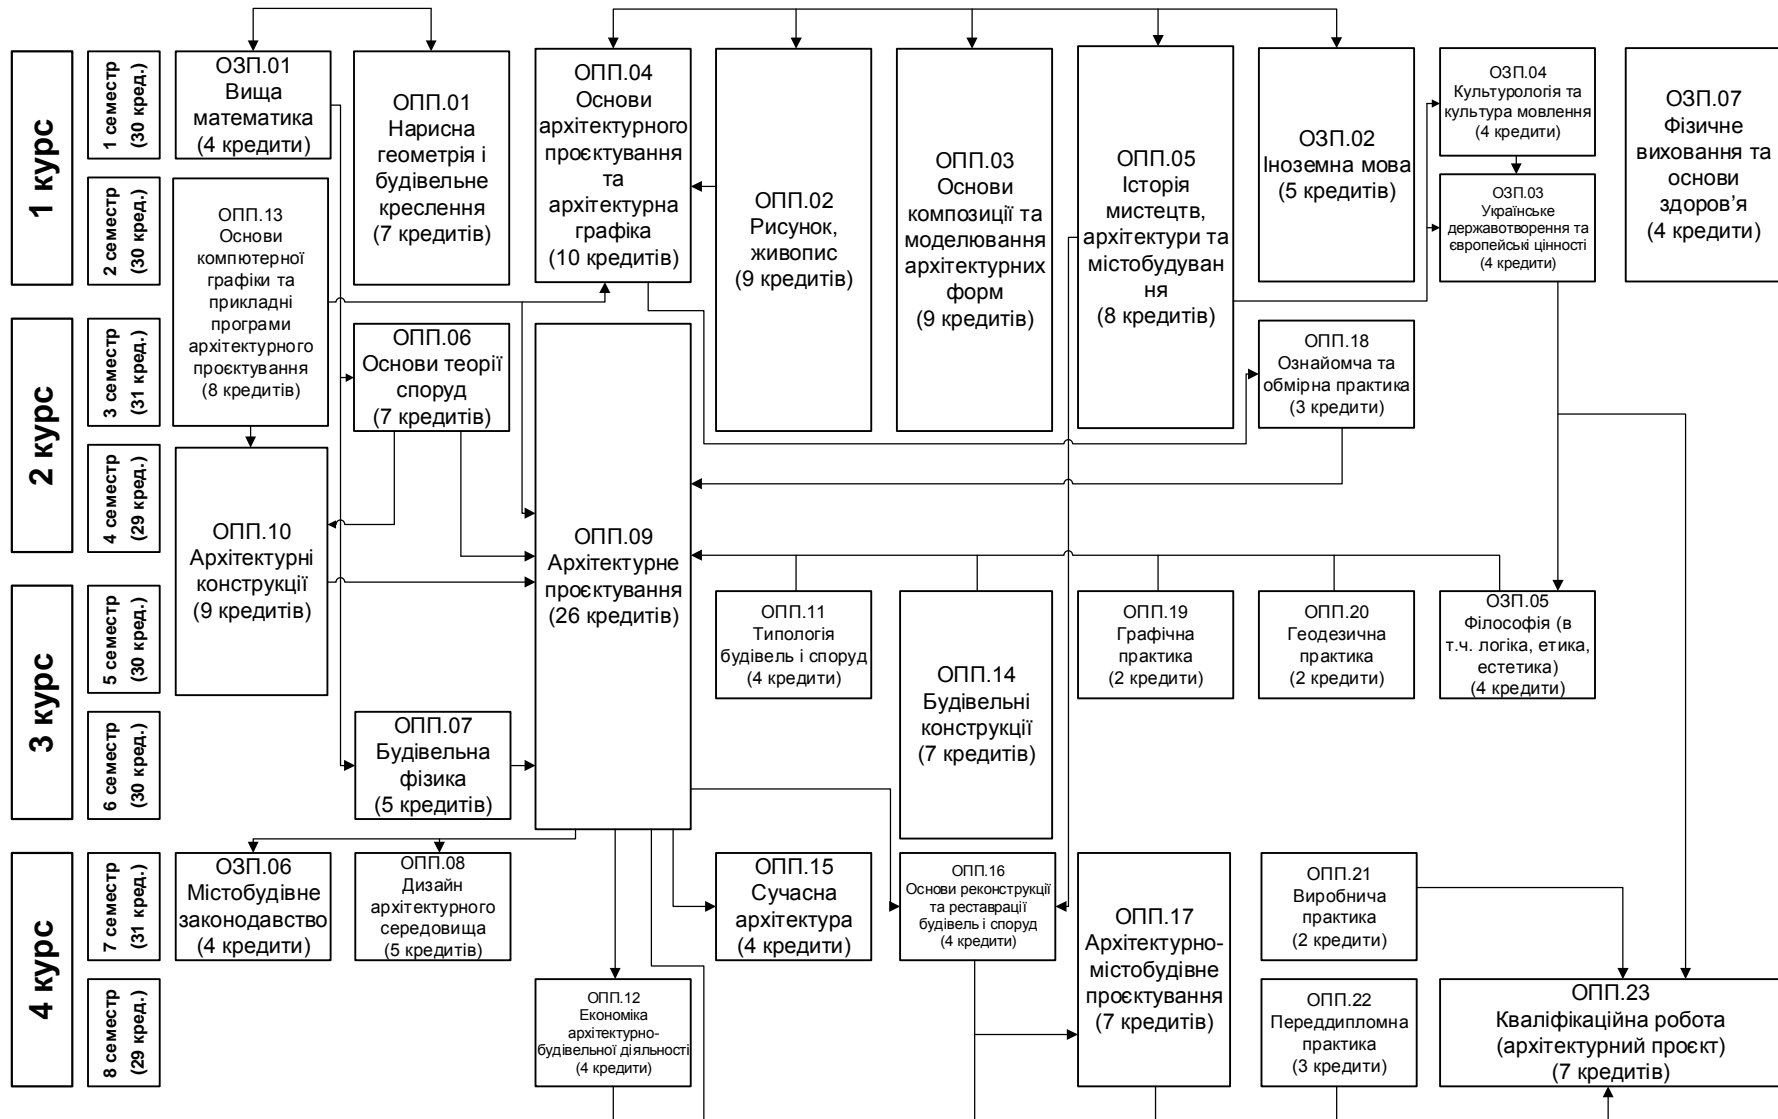 1 курс
1 семестр
(30 кред.)
2 семестр
(30 кред.)
ОЗП.01
Вища
математика
(4 кредити)
ОПП.01
Нарисна
геометрія і
будівельне
креслення
(7 кредитів)
ОПП.04
Основи
архітектурного
проєктування
та
архітектурна
графіка
(10 кредитів)
ОПП.02
Рисунок,
живопис
(9 кредитів)
ОПП.03
Основи
композиції та
моделювання
архітектурних
форм
(9 кредитів)
ОПП.05
Історія
мистецтв,
архітектури та
містобудуван
ня
(8 кредитів)
ОЗП.02
Іноземна мова
(5 кредитів)
ОЗП.04
Культурологія та
культура мовлення
(4 кредити)
ОЗП.03
Українське
державотворення та
європейські цінності
(4 кредити)
ОЗП.07
Фізичне
виховання та
основи
здоров’я
(4 кредити)
ОПП.13
Основи
компютерної
графіки та
прикладні
програми
архітектурного
проєктування
(8 кредитів)
2 курс
3 семестр
(31 кред.)
4 семестр
(29 кред.)
ОПП.06
Основи теорії
споруд
(7 кредитів)
ОПП.18
Ознайомча та
обмірна практика
(3 кредити)
ОПП.10
Архітектурні
конструкції
(9 кредитів)
ОПП.09
Архітектурне
проєктування
(26 кредитів)
3 курс
5 семестр
(30 кред.)
6 семестр
(30 кред.)
ОПП.11
Типологія
будівель і споруд
(4 кредити)
ОПП.14
Будівельні
конструкції
(7 кредитів)
ОПП.19
Графічна
практика
(2 кредити)
ОПП.20
Геодезична
практика
(2 кредити)
ОЗП.05
Філософія (в
т.ч. логіка, етика,
естетика)
(4 кредити)
ОПП.07
Будівельна
фізика
(5 кредитів)
4 курс
7 семестр
(31 кред.)
8 семестр
(29 кред.)
ОЗП.06
Містобудівне
законодавство
(4 кредити)
ОПП.08
Дизайн
архітектурного
середовища
(5 кредитів)
ОПП.15
Сучасна
архітектура
(4 кредити)
ОПП.16
Основи реконструкції
та реставрації
будівель і споруд
(4 кредити)
ОПП.17
Архітектурно-
містобудівне
проєктування
(7 кредитів)
ОПП.21
Виробнича
практика
(2 кредити)
ОПП.12
Економіка
архітектурно-
будівельної діяльності
(4 кредити)
ОПП.22
Переддипломна
практика
(3 кредити)
ОПП.23
Кваліфікаційна робота
(архітектурний проєкт)
(7 кредитів)